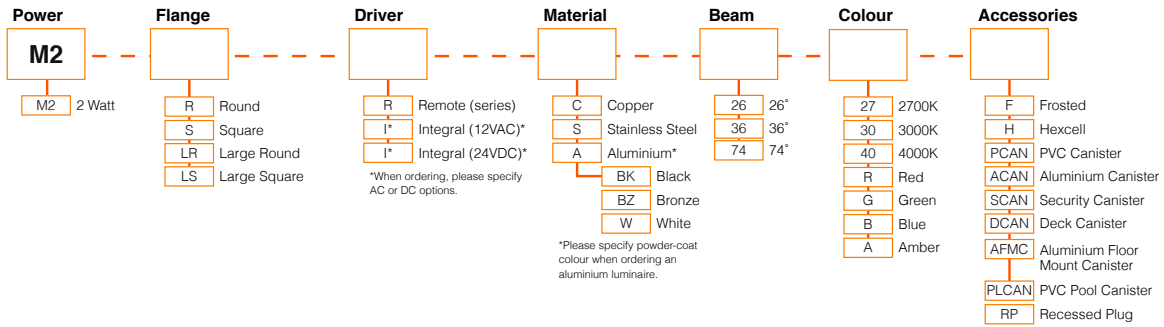 Power
Flange
Driver
Material
Beam
Colour
Accessories
M2
M2 2 Watt
R Round
S Square
LR Large Round
LS Large Square
R Remote (series)
I* Integral (12VAC)*
I* Integral (24VDC)*
*When ordering, please specify
AC or DC options.
C Copper
S Stainless Steel
A Aluminium*
BK Black
BZ Bronze
W White
*Please specify powder-coat
colour when ordering an
aluminium luminaire.
26 26˚
36 36˚
74 74˚
27 2700K
30 3000K
40 4000K
R Red
G Green
B Blue
A Amber
F Frosted
H Hexcell
PCAN PVC Canister
ACAN Aluminium Canister
SCAN Security Canister
DCAN Deck Canister
AFMC Aluminium Floor
Mount Canister
PLCAN PVC Pool Canister
RP Recessed Plug